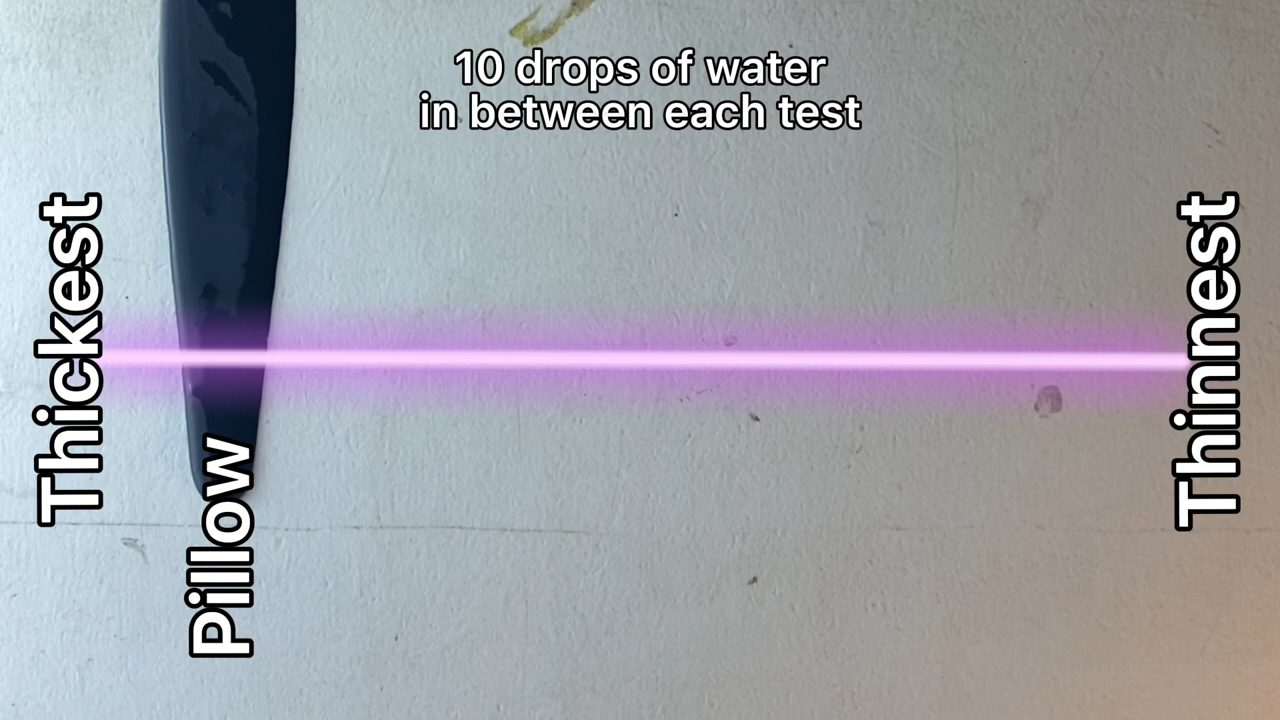 10 drops of water
in between each test
Thickest
Pillow
Thinnest